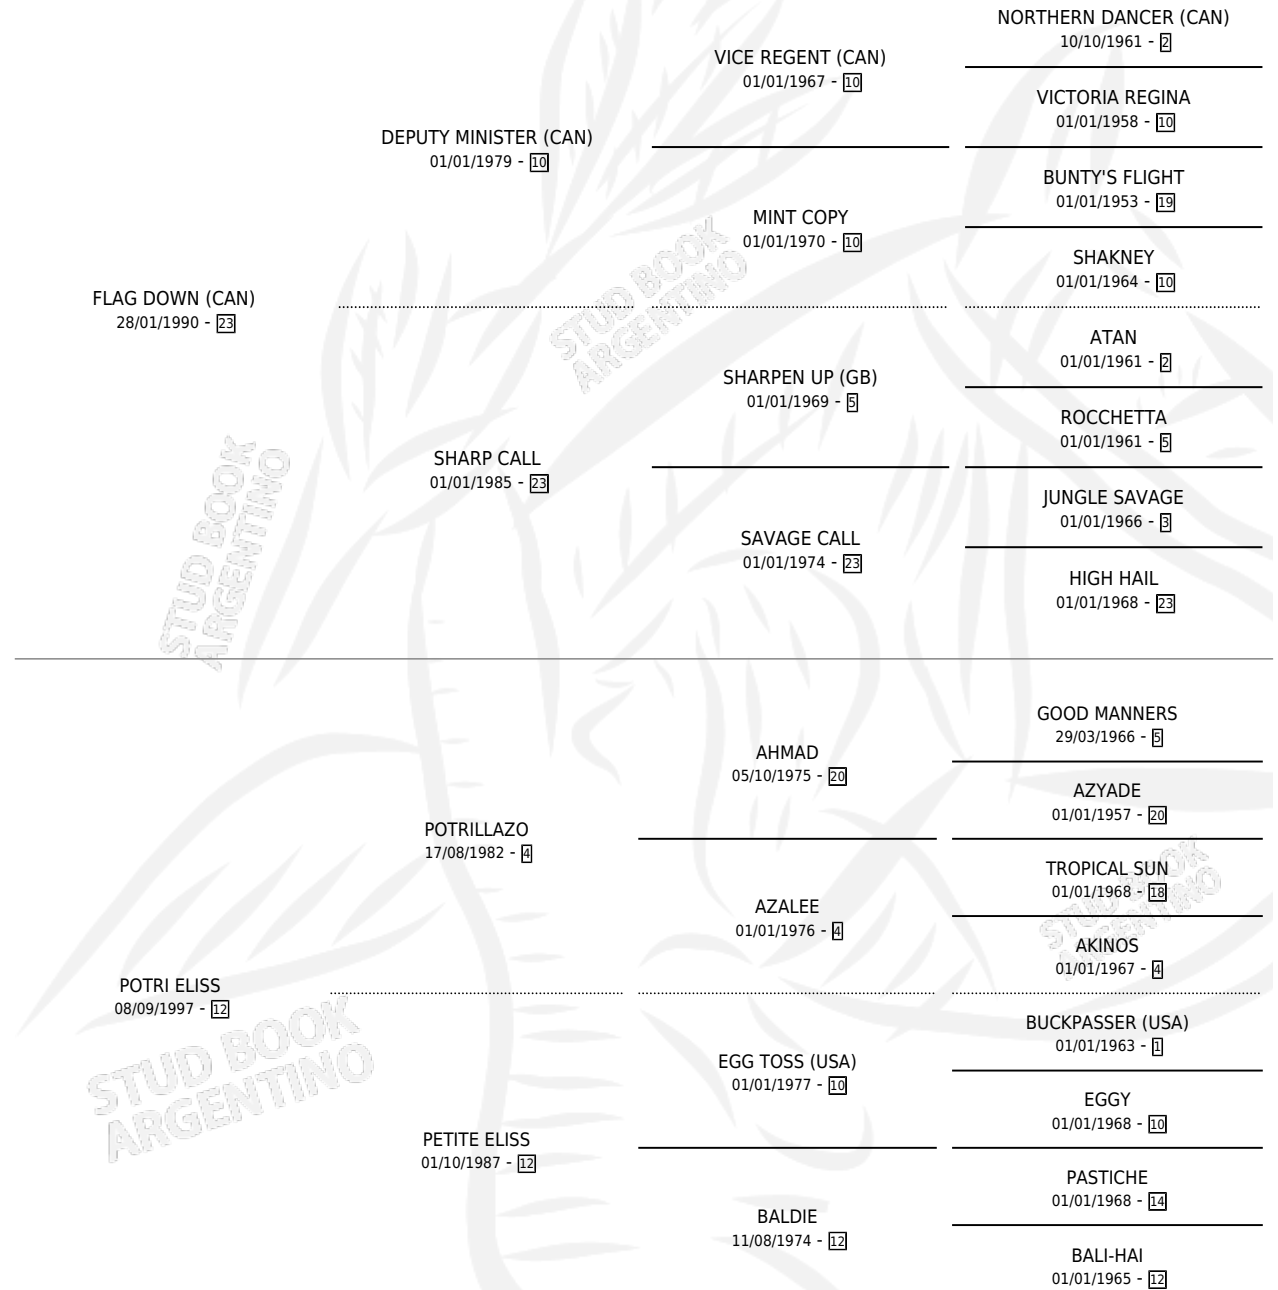 NORTHERN DANCER (CAN)
10/10/1961 - 2
VICE REGENT (CAN)
01/01/1967 - 10
VICTORIA REGINA
01/01/1958 - 10
DEPUTY MINISTER (CAN)
01/01/1979 - 10
BUNTY'S FLIGHT
01/01/1953 - 19
MINT COPY
01/01/1970 - 10
SHAKNEY
01/01/1964 - 10
FLAG DOWN (CAN)
28/01/1990 - 23
STUD BOOK
ARGENTINO
ATAN
01/01/1961 - 2
SHARPEN UP (GB)
01/01/1969 - 5
ROCCHETTA
01/01/1961 - 5
SHARP CALL
01/01/1985 - 23
JUNGLE SAVAGE
01/01/1966 - 3
SAVAGE CALL
01/01/1974 - 23
HIGH HAIL
01/01/1968 - 23
STUD BOOK
ARGENTINO
GOOD MANNERS
29/03/1966 - 5
AHMAD
05/10/1975 - 20
AZYADE
01/01/1957 - 20
POTRILLAZO
17/08/1982 - 4
TROPICAL SUN
01/01/1968 - 18
AZALEE
01/01/1976 - 4
AKINOS
01/01/1967 - 4
STUD BOOK
ARGENTINO
POTRI ELISS
08/09/1997 - 12
BUCKPASSER (USA)
01/01/1963 - 1
EGG TOSS (USA)
01/01/1977 - 10
EGGY
01/01/1968 - 10
STUD BOOK
ARGENTINO
PETITE ELISS
01/10/1987 - 12
PASTICHE
01/01/1968 - 14
BALDIE
11/08/1974 - 12
BALI-HAI
01/01/1965 - 12